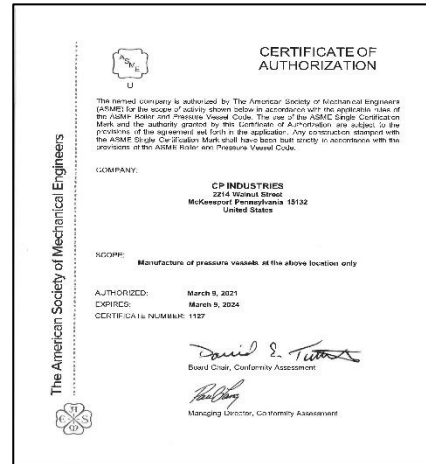 The American Society of Mechanical Engineers
ASME
U
CERTIFICATE OF
AUTHORIZATION
The named company is authorized by The American Society of Mechanical Engineers
(ASME) for the scope of activity shown below in accordance with the applicable rules of
the ASME Boiler and Pressure Vessel Code. The use of the ASME Single Certification
Mark and the authority granted by this Certificate of Authorization are subject to the
provisions of the agreement set forth in the application. Any construction stamped with
the ASME Single Certification Mark shall have been built strictly in accordance with the
provisions of the ASME Boiler and Pressure Vessel Code.
COMPANY:
CP INDUSTRIES
2214 Walnut Street
McKeesport Pennsylvania 15132
United States
SCOPE:
Manufacture of pressure vessels at the above location only
AUTHORIZED: March 9, 2021
EXPIRES: March 9, 2024
CERTIFICATE NUMBER: 1127
Board Chair, Conformity Assessment
Managing Director, Conformity Assessment